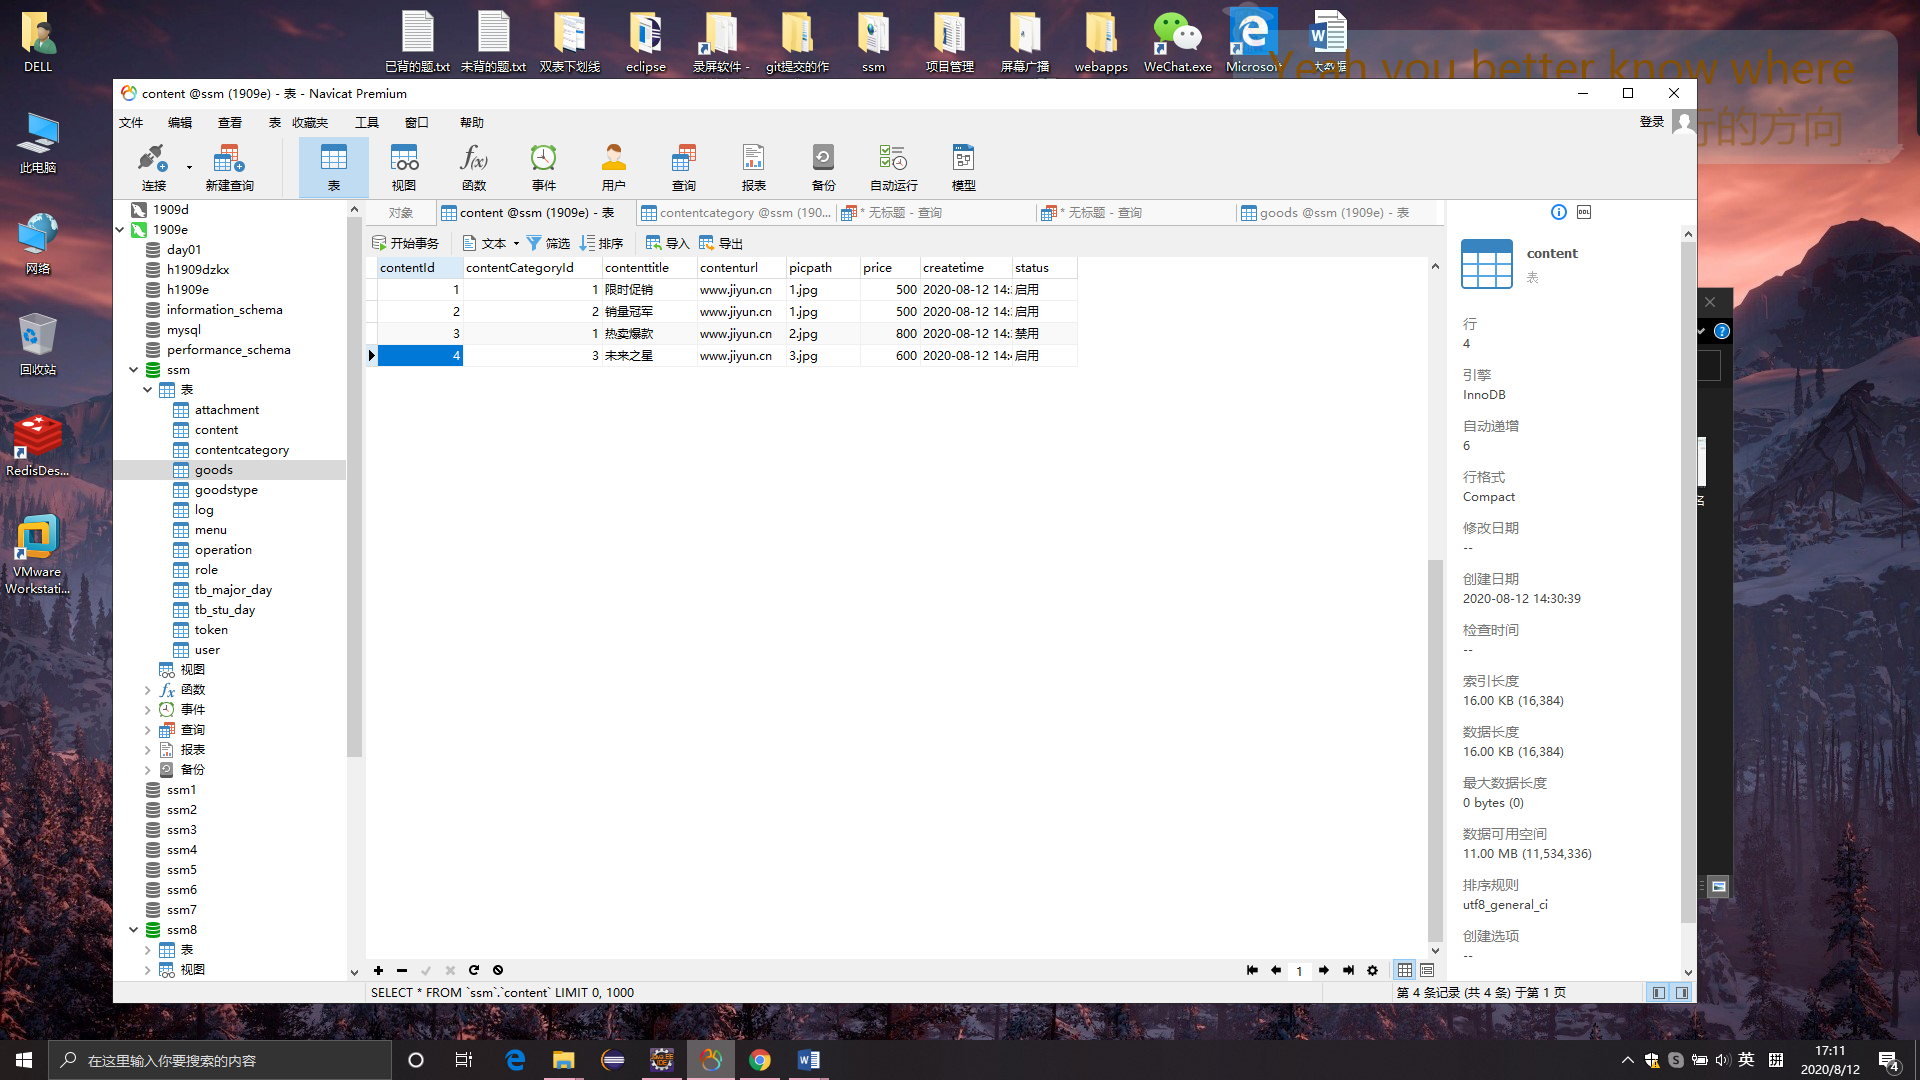 DELL
此电脑
网络
回收站
RedisDes...
VMware
Workstati...
已背的题.txt
未背的题.txt
双表下划线
eclipse
录屏软件 -
git提交的作
ssm
项目管理
屏幕广播
webapps
WeChat.exe
Microsoft
Yeah you better know where
行的方向
content @ssm (1909e) - 表 - Navicat Premium
文件 编辑 查看 表 收藏夹 工具 窗口 帮助
登录
连接 新建查询 表 视图 函数 事件 用户 查询 报表 备份 自动运行 模型
对象 content @ssm (1909e) - 表 contentcategory @ssm (190... * 无标题 - 查询 * 无标题 - 查询 goods @ssm (1909e) - 表
开始事务 文本 筛选 排序 导入 导出
contentId contentCategoryId contenttitle contenturl picpath price createtime status
1 1 限时促销 www.jiyun.cn 1.jpg 500 2020-08-12 14: 启用
2 2 销量冠军 www.jiyun.cn 1.jpg 500 2020-08-12 14: 启用
3 1 热卖爆款 www.jiyun.cn 2.jpg 800 2020-08-12 14: 禁用
4 3 未来之星 www.jiyun.cn 3.jpg 600 2020-08-12 14: 启用
1909d
1909e
day01
h1909dzkx
h1909e
information_schema
mysql
performance_schema
ssm
表
attachment
content
contentcategory
goods
goodstype
log
menu
operation
role
tb_major_day
tb_stu_day
token
user
视图
函数
事件
查询
报表
备份
ssm1
ssm2
ssm3
ssm4
ssm5
ssm6
ssm7
ssm8
表
视图
content
表
行
4
引擎
InnoDB
自动递增
6
行格式
Compact
修改日期
--
创建日期
2020-08-12 14:30:39
检查时间
--
索引长度
16.00 KB (16,384)
数据长度
16.00 KB (16,384)
最大数据长度
0 bytes (0)
数据可用空间
11.00 MB (11,534,336)
排序规则
utf8_general_ci
创建选项
--
1
SELECT * FROM `ssm`.`content` LIMIT 0, 1000
第 4 条记录 (共 4 条) 于第 1 页
在这里输入你要搜索的内容
英
17:11
2020/8/12
4